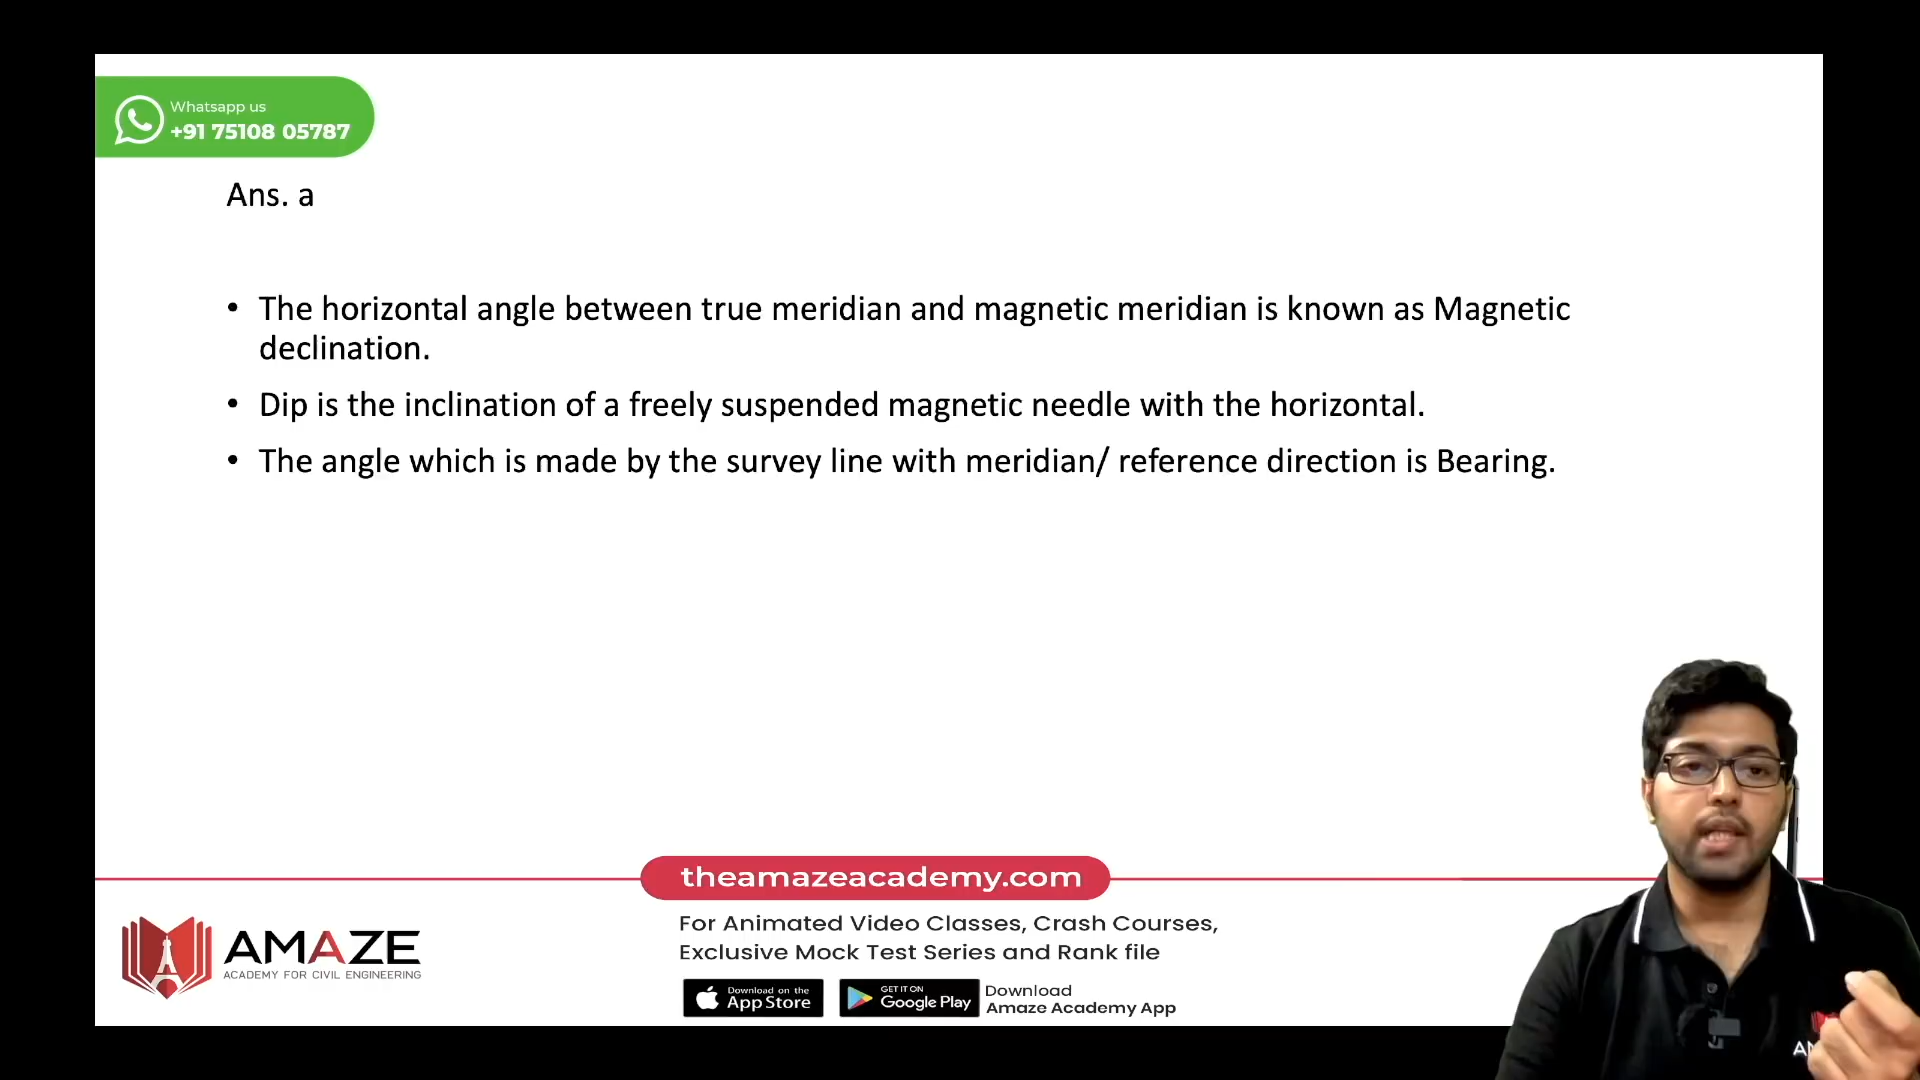 Whatsapp us
+91 75108 05787
Ans. a
• The horizontal angle between true meridian and magnetic meridian is known as Magnetic
declination.
• Dip is the inclination of a freely suspended magnetic needle with the horizontal.
• The angle which is made by the survey line with meridian/ reference direction is Bearing.
theamazeacademy.com
AMAZE
ACADEMY FOR CIVIL ENGINEERING
For Animated Video Classes, Crash Courses,
Exclusive Mock Test Series and Rank file
Download on the
App Store
GET IT ON
Google Play
Download
Amaze Academy App